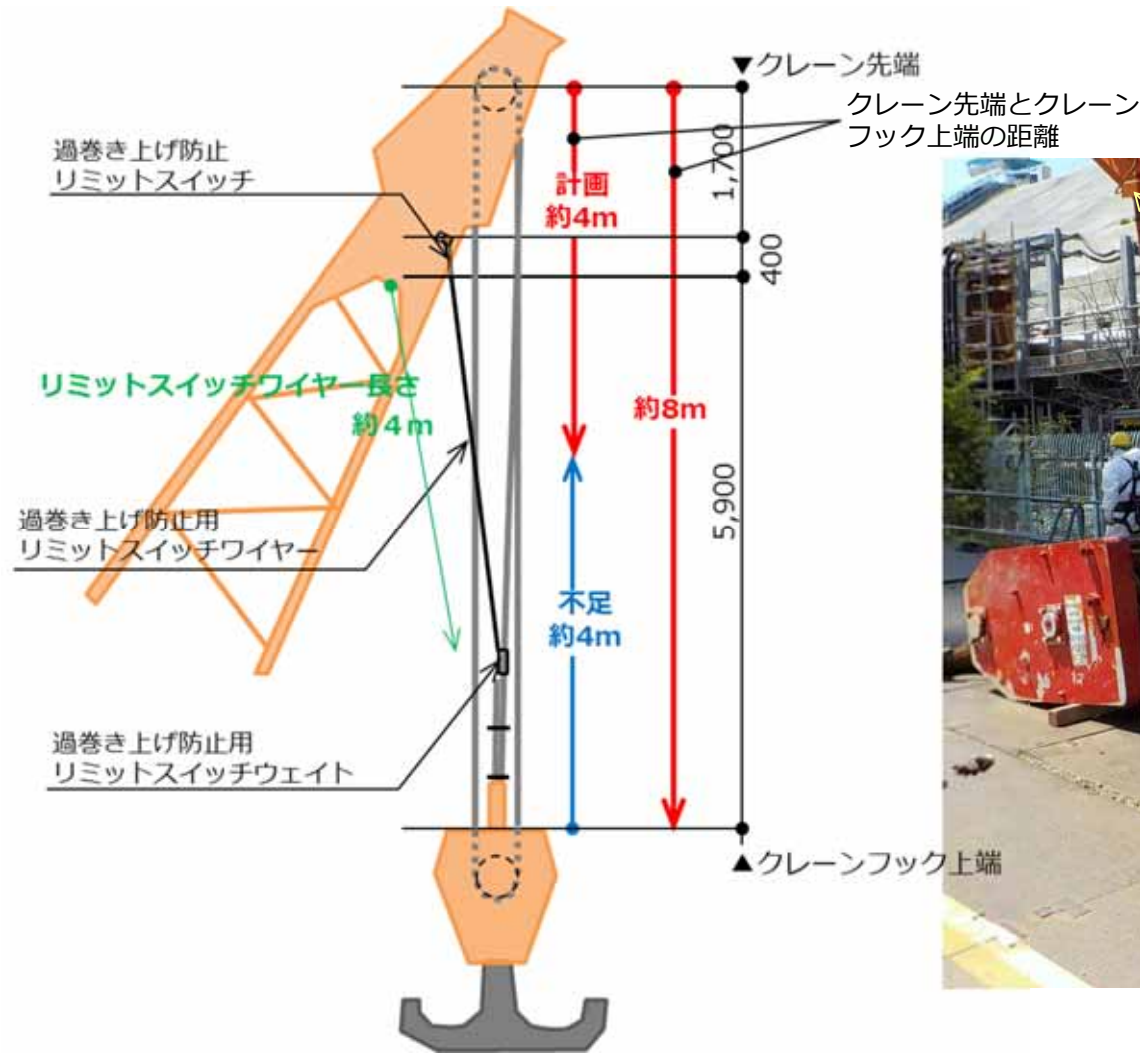 ▼クレーン先端
クレーン先端とクレーン
フック上端の距離
過巻き上げ防止
リミットスイッチ
計画
約4m
1,700
400
リミットスイッチワイヤー長さ
約4m
約8m
5,900
過巻き上げ防止用
リミットスイッチワイヤー
不足
約4m
過巻き上げ防止用
リミットスイッチウェイト
▲クレーンフック上端